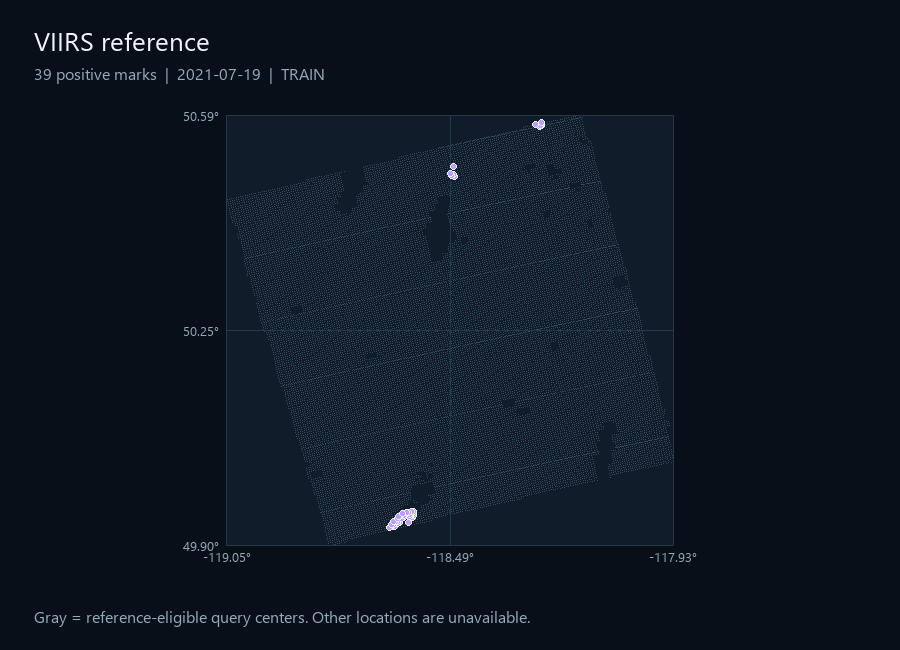 VIIRS reference
39 positive marks | 2021-07-19 | TRAIN
50.59°
50.25°
49.90°
-119.05°
-118.49°
-117.93°
Gray = reference-eligible query centers. Other locations are unavailable.